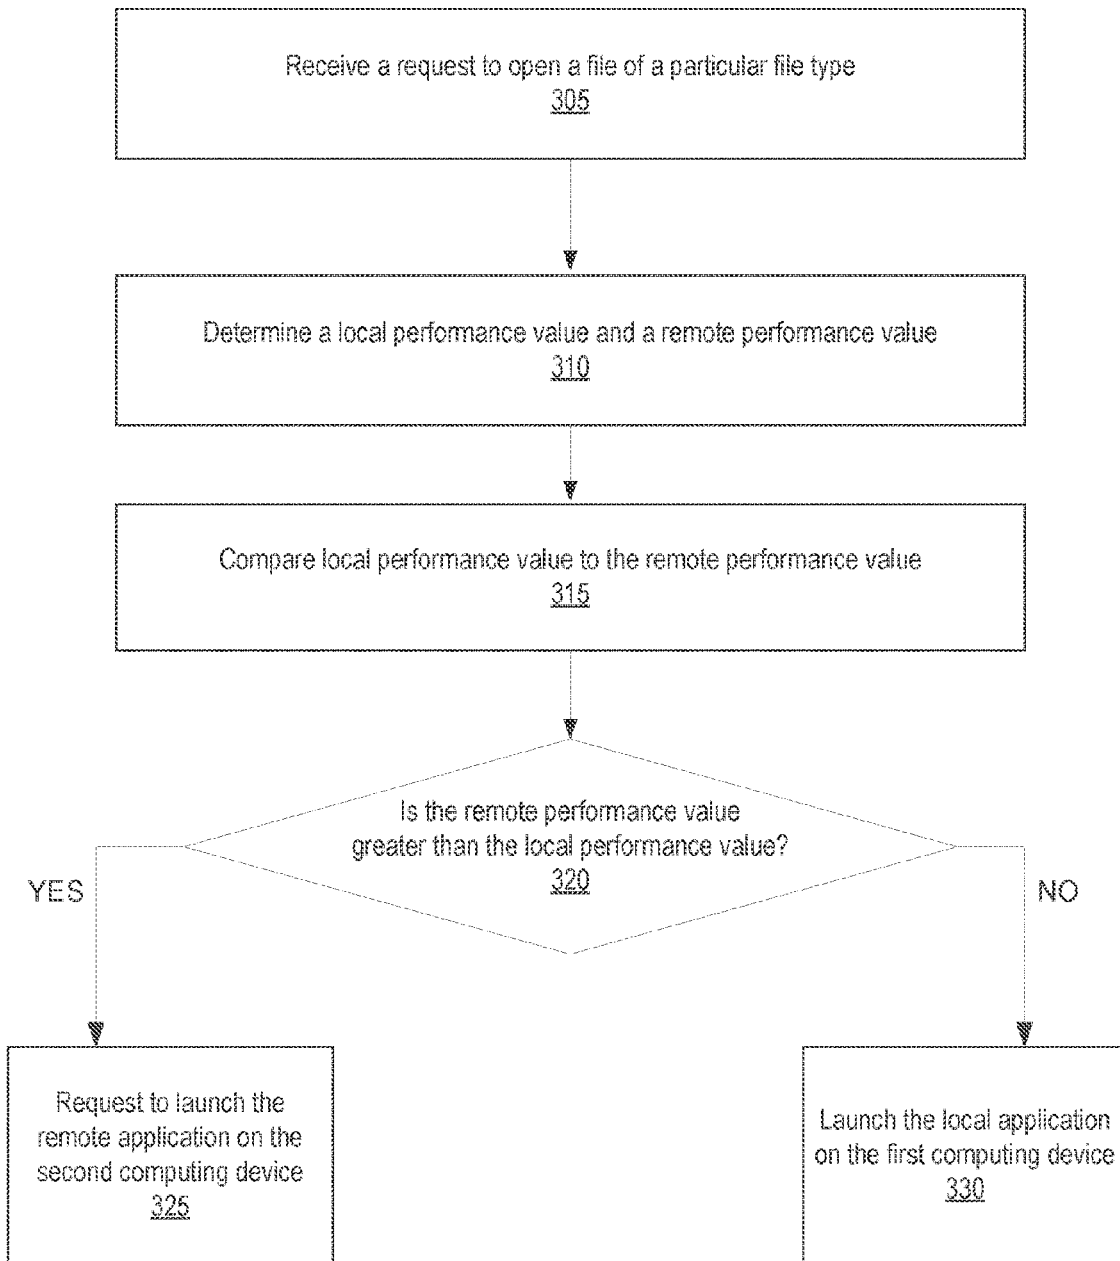 Receive a request to open a file of a particular file type
305
Determine a local performance value and a remote performance value
310
Compare local performance value to the remote performance value
315
Is the remote performance value
greater than the local performance value?
320
YES
NO
Request to launch the
remote application on the
second computing device
325
Launch the local application
on the first computing device
330